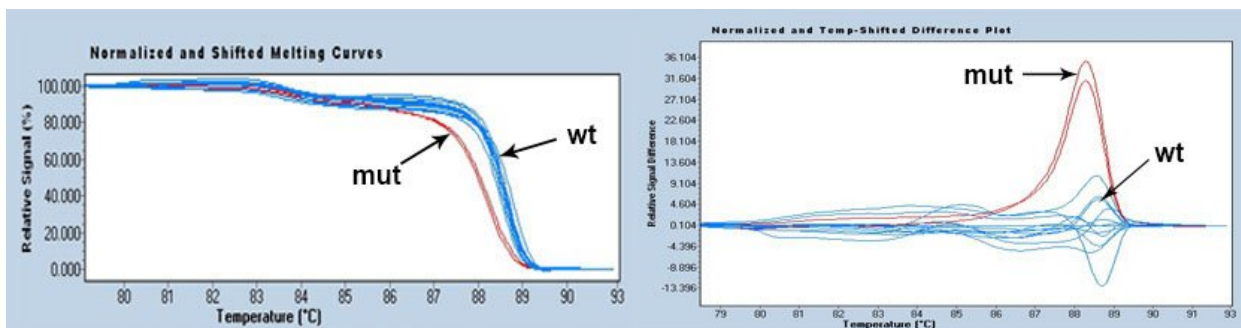 Normalized and Shifted Melting Curves
Relative Signal (%)
100.000
80.000
60.000
40.000
20.000
0.000
mut
wt
80 81 82 83 84 85 86 87 88 89 90 93
Temperature (°C)
Normalized and Temp-Shifted Difference Plot
Relative Signal Difference
36.104
31.604
27.104
22.604
13.604
9.104
4.604
0.104
-4.396
-8.896
-13.396
mut
wt
79 80 81 82 83 84 85 86 87 88 89 90 91 93
Temperature (°C)